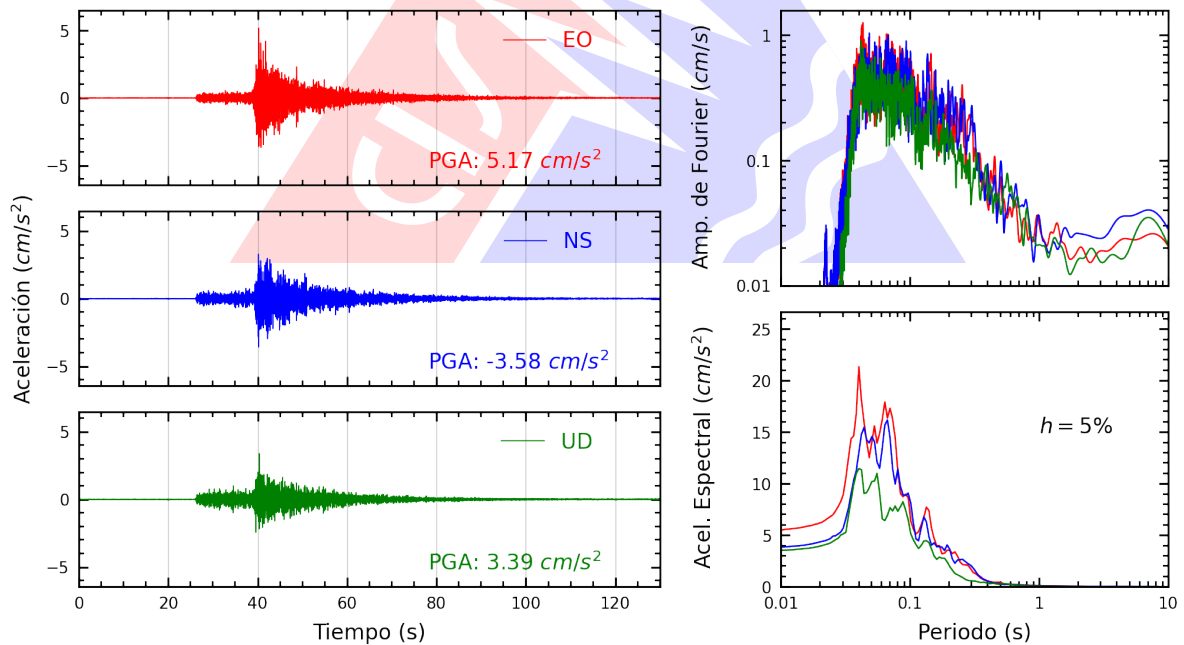 Aceleración (cm/s²)
5
0
−5
EO
PGA: 5.17 cm/s²
5
0
−5
NS
PGA: -3.58 cm/s²
5
0
−5
UD
PGA: 3.39 cm/s²
0 20 40 60 80 100 120
Tiempo (s)
Amp. de Fourier (cm/s)
1
0.1
0.01
Acel. Espectral (cm/s²)
25
20
15
10
5
0
h = 5%
0.01 0.1 1 10
Periodo (s)